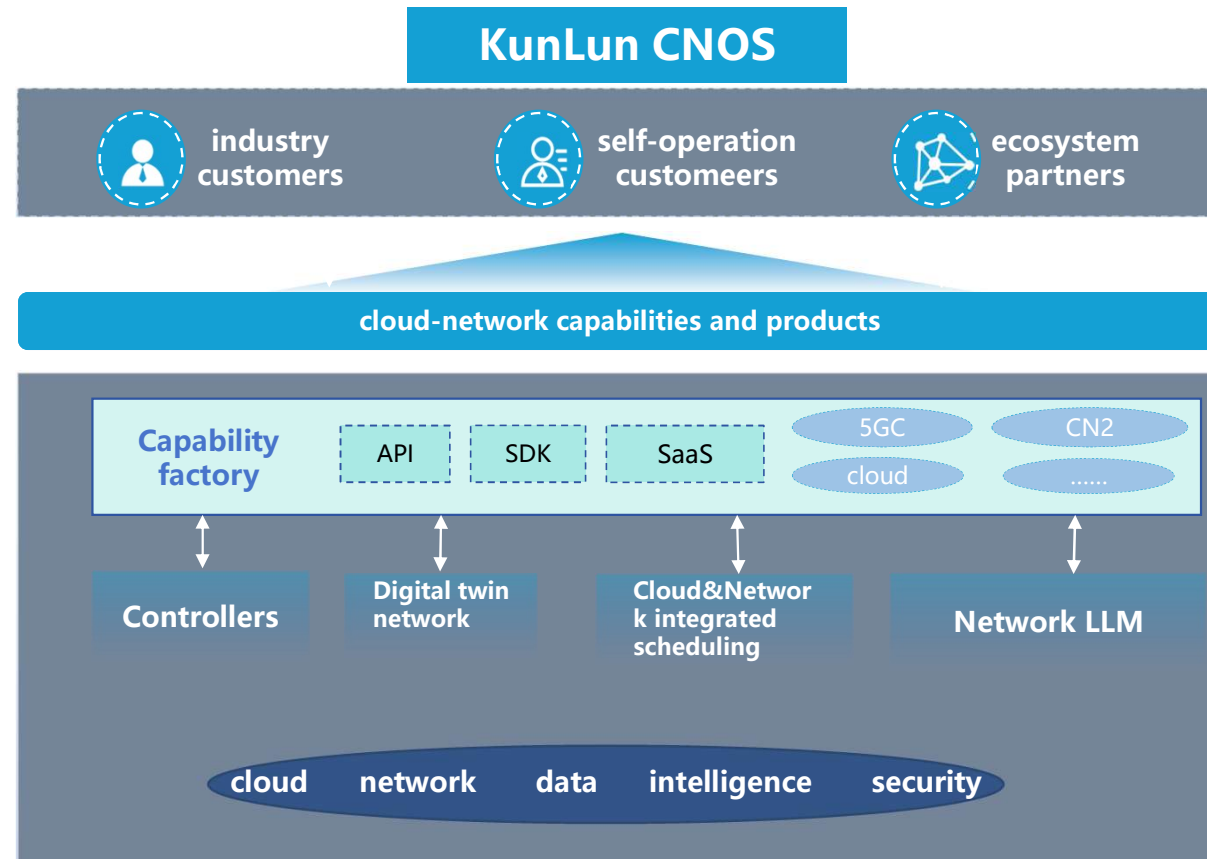 KunLun CNOS
industry
customers
self-operation
customeers
ecosystem
partners
cloud-network capabilities and products
Capability
factory
API
SDK
SaaS
5GC
CN2
cloud
......
Controllers
Digital twin
network
Cloud&Networ
k integrated
scheduling
Network LLM
cloud network data intelligence security